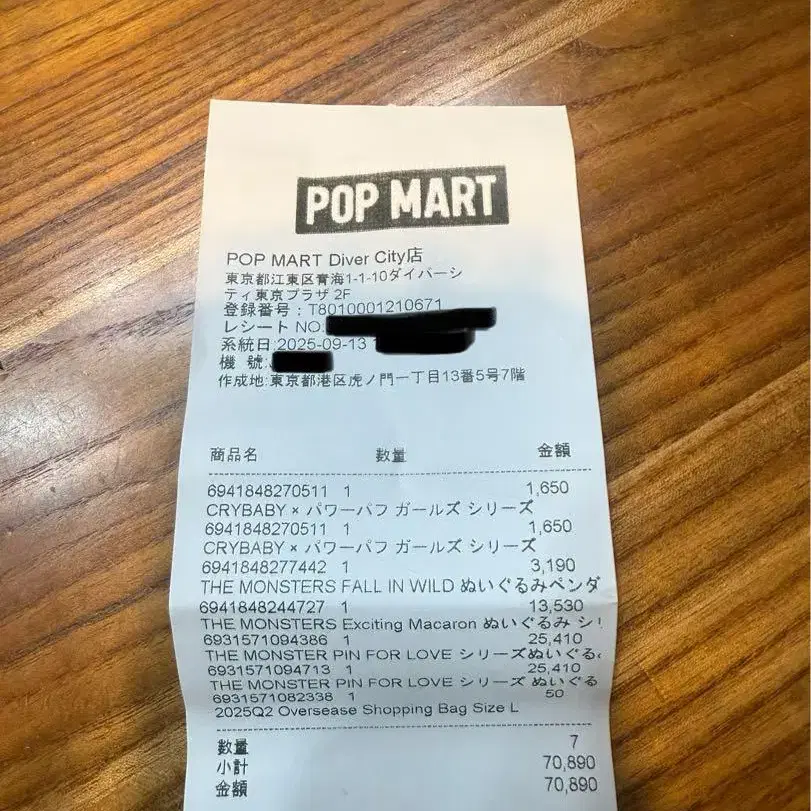 POP MART
POP MART Diver City店
東京都江東区青海1-1-10ダイバーシ
ティ東京プラザ 2F
登録番号：T8010001210671
レシート NO.
系統日:2025-09-13
機 號:
作成地:東京都港区虎ノ門一丁目13番5号7階
商品名 数量 金額
6941848270511 1 1,650
CRYBABY × パワーパフ ガールズ シリーズ
6941848270511 1 1,650
CRYBABY × パワーパフ ガールズ シリーズ
6941848277442 1 3,190
THE MONSTERS FALL IN WILD ぬいぐるみペンダ
6941848244727 1 13,530
THE MONSTERS Exciting Macaron ぬいぐるみ シリ
6931571094386 1 25,410
THE MONSTER PIN FOR LOVE シリーズぬいぐる
6931571094713 1 25,410
THE MONSTER PIN FOR LOVE シリーズ ぬいぐる
6931571082338 1 50
2025Q2 Oversease Shopping Bag Size L
数量 7
小計 70,890
金額 70,890